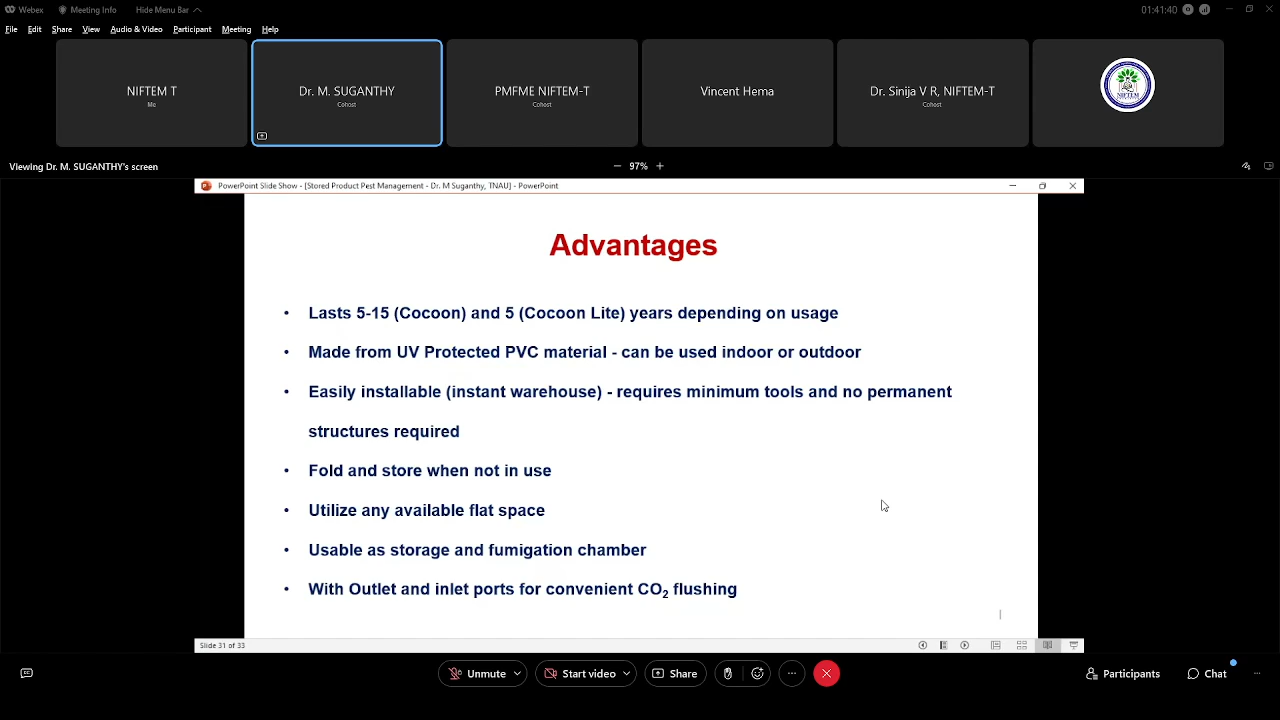 Webex
Meeting Info
Hide Menu Bar
01:41:40
File Edit Share View Audio & Video Participant Meeting Help
NIFTEM T
Me
Dr. M. SUGANTHY
Cohost
PMFME NIFTEM-T
Cohost
Vincent Hema
Dr. Sinija V R, NIFTEM-T
Cohost
NIFTEM
Viewing Dr. M. SUGANTHY's screen
97%
PowerPoint Slide Show - [Stored Product Pest Management - Dr. M Suganthy, TNAU] - PowerPoint
Advantages
• Lasts 5-15 (Cocoon) and 5 (Cocoon Lite) years depending on usage
• Made from UV Protected PVC material - can be used indoor or outdoor
• Easily installable (instant warehouse) - requires minimum tools and no permanent
structures required
• Fold and store when not in use
• Utilize any available flat space
• Usable as storage and fumigation chamber
• With Outlet and inlet ports for convenient CO₂ flushing
Slide 31 of 33
Unmute
Start video
Share
Participants
Chat